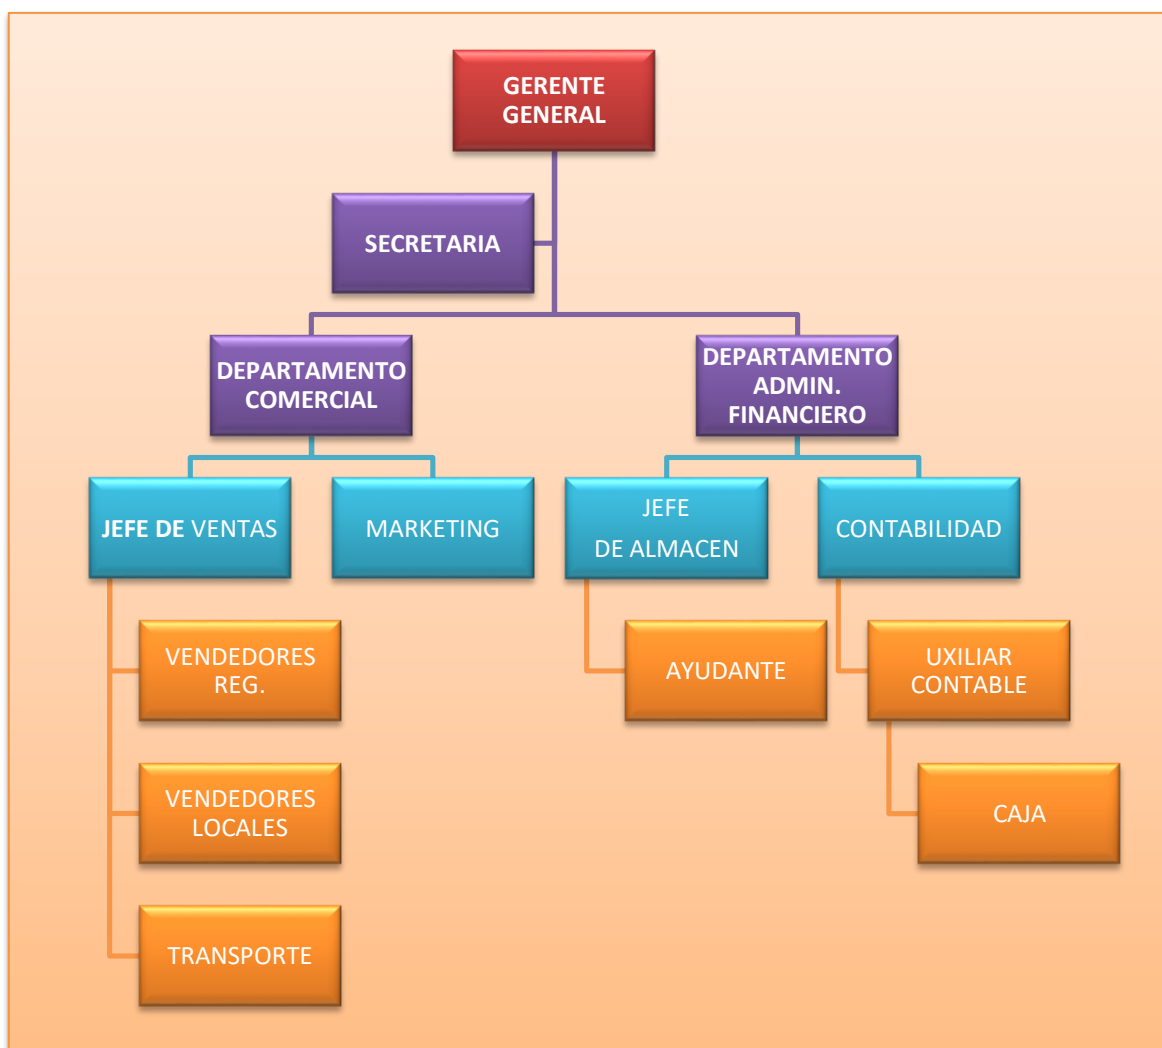 GERENTE
GENERAL
SECRETARIA
DEPARTAMENTO
COMERCIAL
DEPARTAMENTO
ADMIN.
FINANCIERO
JEFE DE VENTAS
MARKETING
JEFE
DE ALMACEN
CONTABILIDAD
VENDEDORES
REG.
AYUDANTE
UXILIAR
CONTABLE
VENDEDORES
LOCALES
CAJA
TRANSPORTE